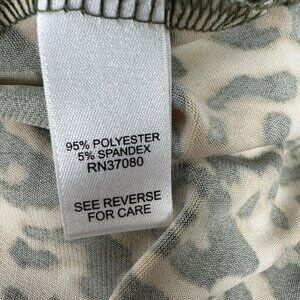 95% POLYESTER
5% SPANDEX
RN37080
SEE REVERSE
FOR CARE